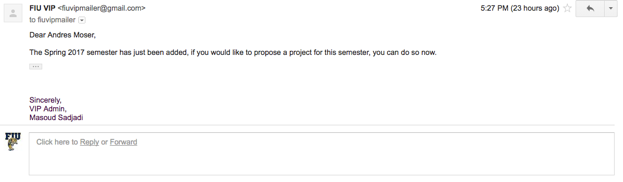 FIU VIP <fiuvipmailer@gmail.com> 5:27 PM (23 hours ago)
to fiuvipmailer
Dear Andres Moser,
The Spring 2017 semester has just been added, if you would like to propose a project for this semester, you can do so now.
Sincerely,
VIP Admin,
Masoud Sadjadi
FIU
Click here to Reply or Forward